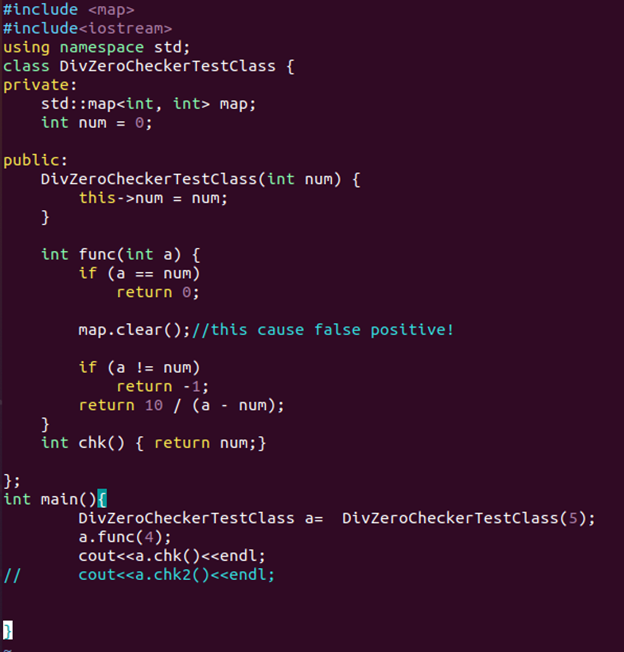 #include <map>
#include<iostream>
using namespace std;
class DivZeroCheckerTestClass {
private:
    std::map<int, int> map;
    int num = 0;

public:
    DivZeroCheckerTestClass(int num) {
        this->num = num;
    }

    int func(int a) {
        if (a == num)
            return 0;

        map.clear();//this cause false positive!

        if (a != num)
            return -1;
        return 10 / (a - num);
    }
    int chk() { return num;}

};
int main(){
        DivZeroCheckerTestClass a=  DivZeroCheckerTestClass(5);
        a.func(4);
        cout<<a.chk()<<endl;
//      cout<<a.chk2()<<endl;


}
~